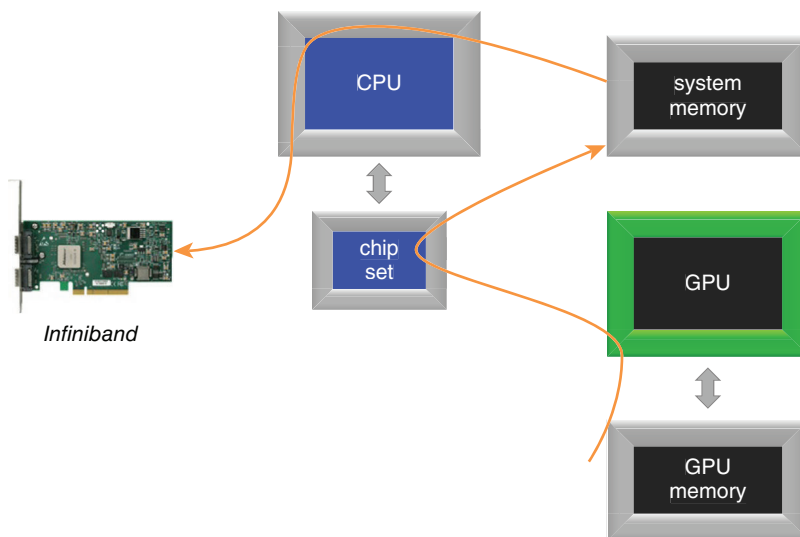 CPU
system
memory
chip
set
GPU
Infiniband
GPU
memory